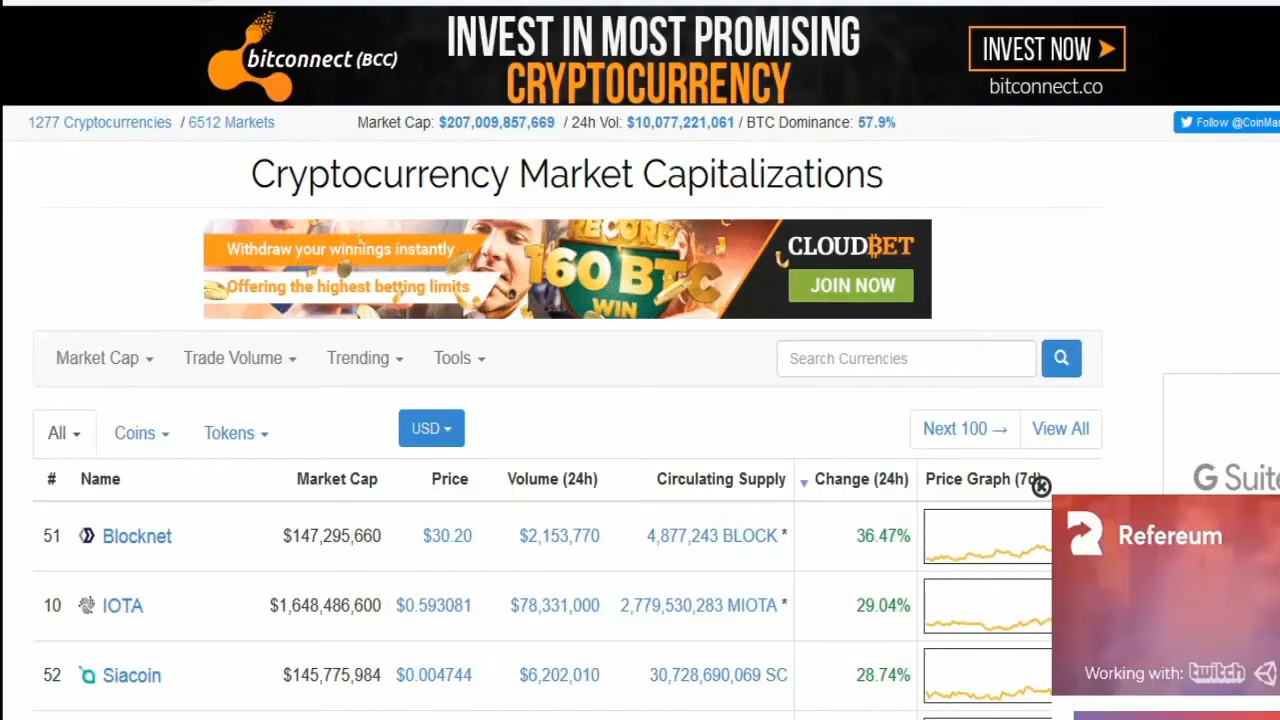 bitconnect (BCC)
INVEST IN MOST PROMISING
CRYPTOCURRENCY
INVEST NOW ➤
bitconnect.co
1277 Cryptocurrencies / 6512 Markets
Market Cap: $207,009,857,669 / 24h Vol: $10,077,221,061 / BTC Dominance: 57.9%
Follow @CoinMar
Cryptocurrency Market Capitalizations
Withdraw your winnings instantly
Offering the highest betting limits
RECORD
160 BTC
WIN
CLOUDBET
JOIN NOW
Market Cap Trade Volume Trending Tools
Search Currencies
All Coins Tokens USD Next 100 → View All
# Name Market Cap Price Volume (24h) Circulating Supply Change (24h) Price Graph (7d)
51 Blocknet $147,295,660 $30.20 $2,153,770 4,877,243 BLOCK * 36.47%
10 IOTA $1,648,486,600 $0.593081 $78,331,000 2,779,530,283 MIOTA * 29.04%
52 Siacoin $145,775,984 $0.004744 $6,202,010 30,728,690,069 SC 28.74%
G Suite
Refereum
Working with: twitch